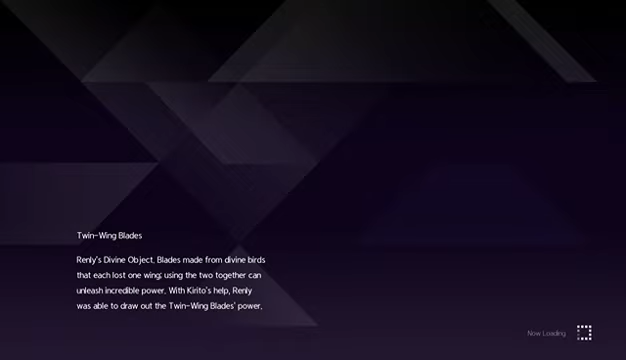 Twin-Wing Blades
Renly's Divine Object. Blades made from divine birds
that each lost one wing; using the two together can
unleash incredible power. With Kirito's help, Renly
was able to draw out the Twin-Wing Blades' power.
Now Loading